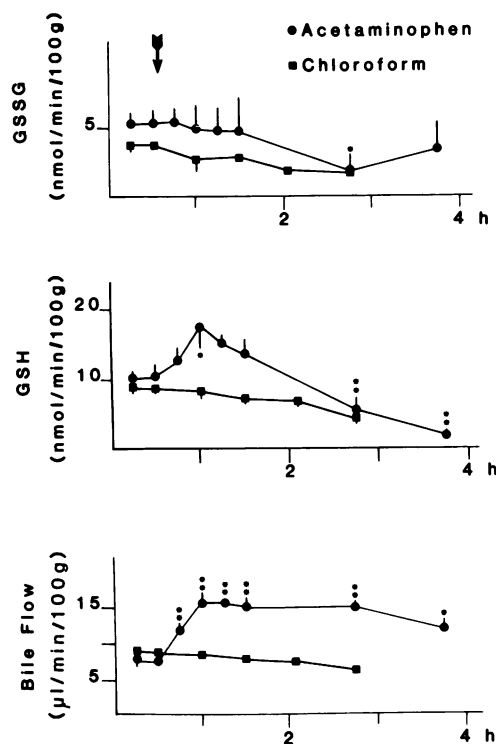 Acetaminophen
Chloroform
GSSG
(nmol/min/100g)
5
2
4
h
GSH
(nmol/min/100g)
20
10
2
4
h
Bile Flow
(µl/min/100g)
15
5
2
4
h